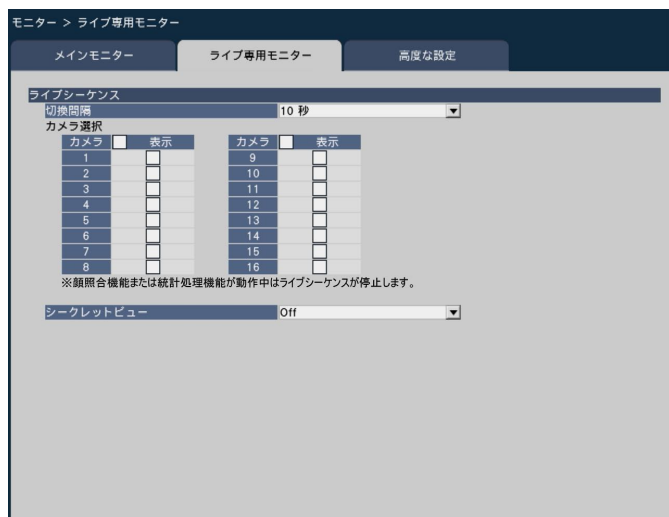 モニター > ライブ専用モニター
メインモニター ライブ専用モニター 高度な設定
ライブシーケンス
切換間隔 10 秒
カメラ選択
カメラ 表示 カメラ 表示
1 9
2 10
3 11
4 12
5 13
6 14
7 15
8 16
※顔照合機能または統計処理機能が動作中はライブシーケンスが停止します。
シークレットビュー Off